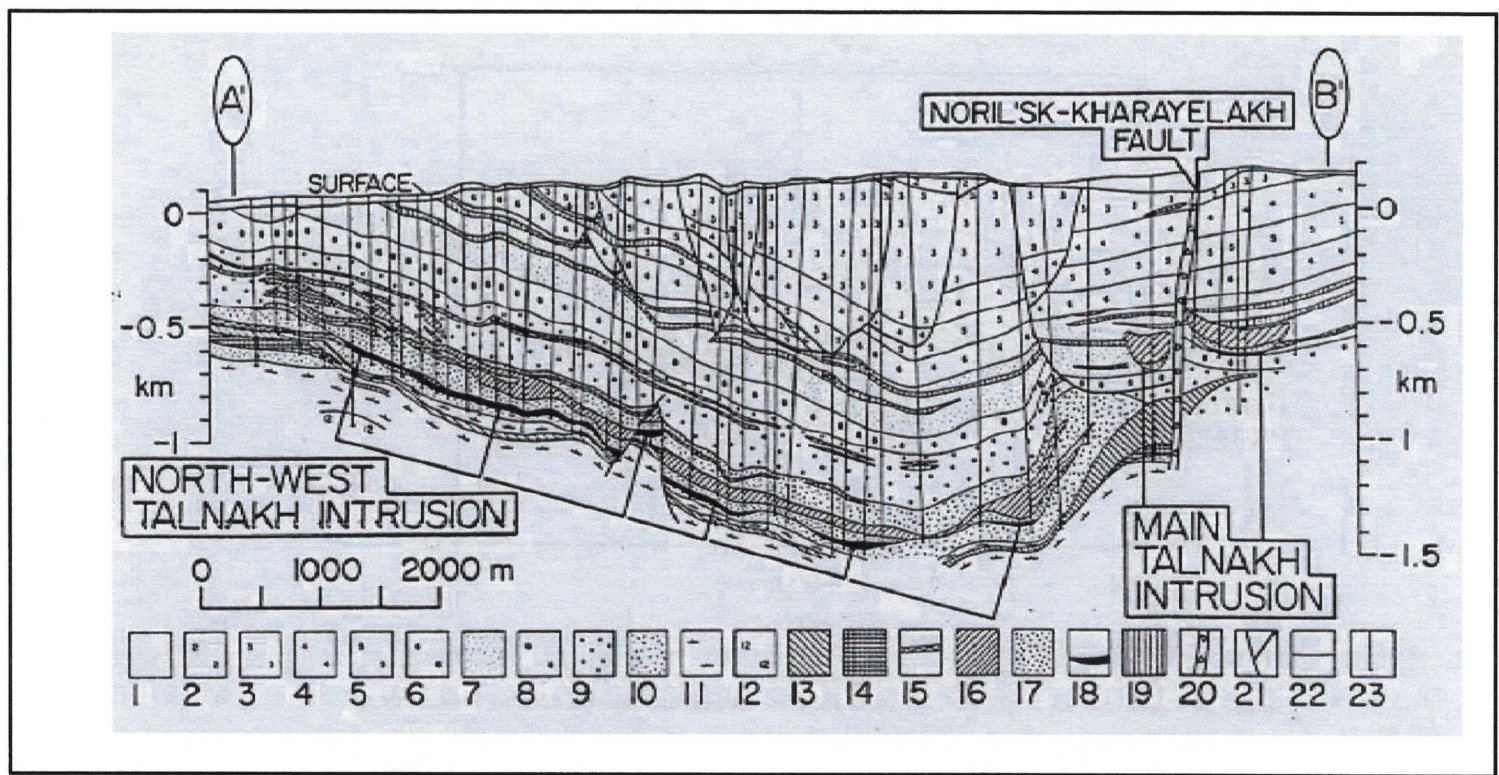 A'
B'
NORIL'SK-KHARAYELAKH
FAULT
SURFACE
0
-0.5
km
-1
0
-0.5
km
-1
-1.5
NORTH-WEST
TALNAKH INTRUSION
MAIN
TALNAKH
INTRUSION
0 1000 2000 m
1 2 3 4 5 6 7 8 9 10 11 12 13 14 15 16 17 18 19 20 21 22 23